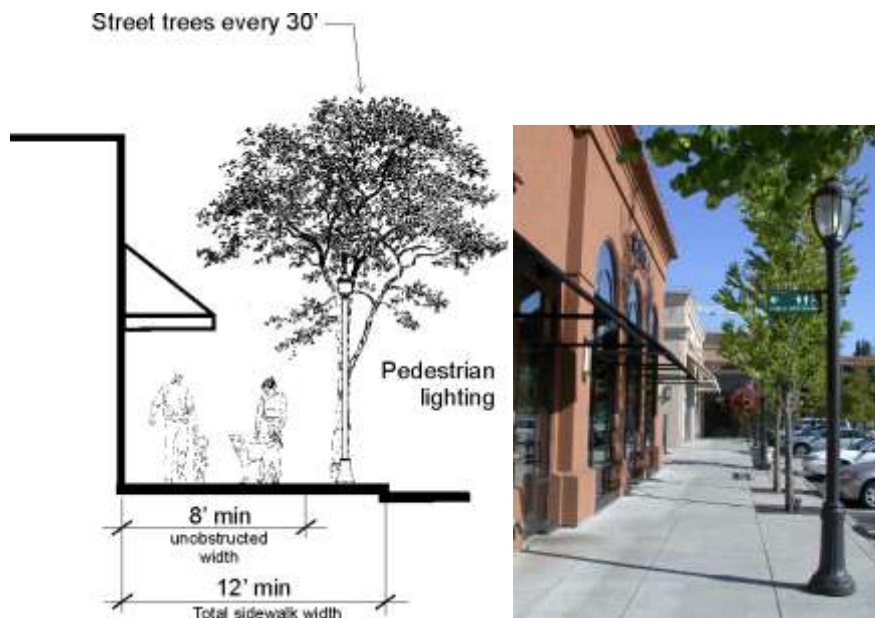 Street trees every 30'
Pedestrian
lighting
8' min
unobstructed
width
12' min
Total sidewalk width